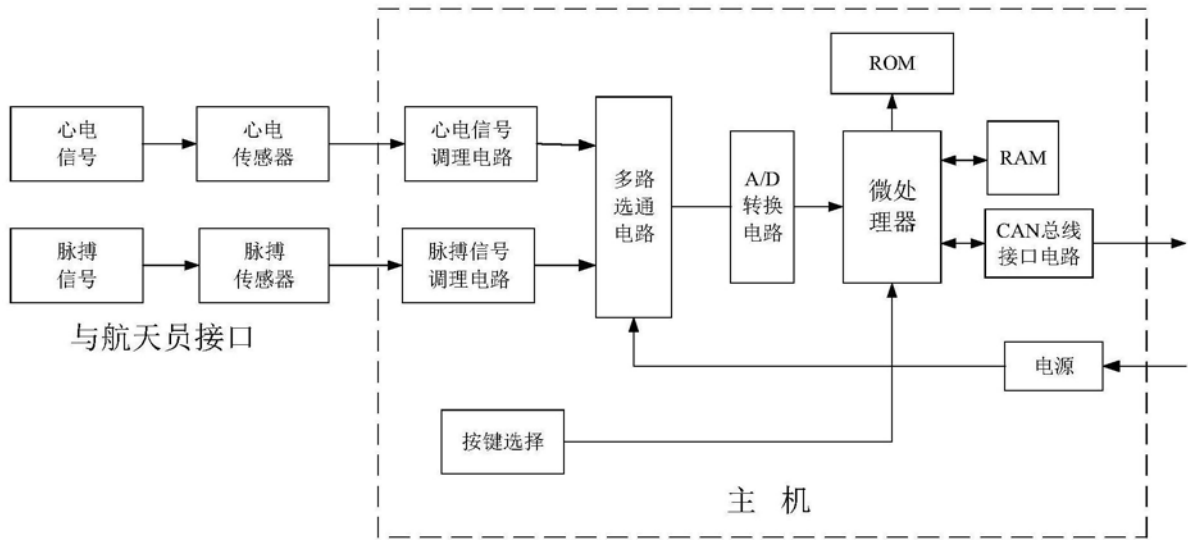 心电
信号
心电
传感器
心电信号
调理电路
脉搏
信号
脉搏
传感器
脉搏信号
调理电路
与航天员接口
多路
选通
电路
A/D
转换
电路
微处
理器
ROM
RAM
CAN总线
接口电路
电源
按键选择
主 机